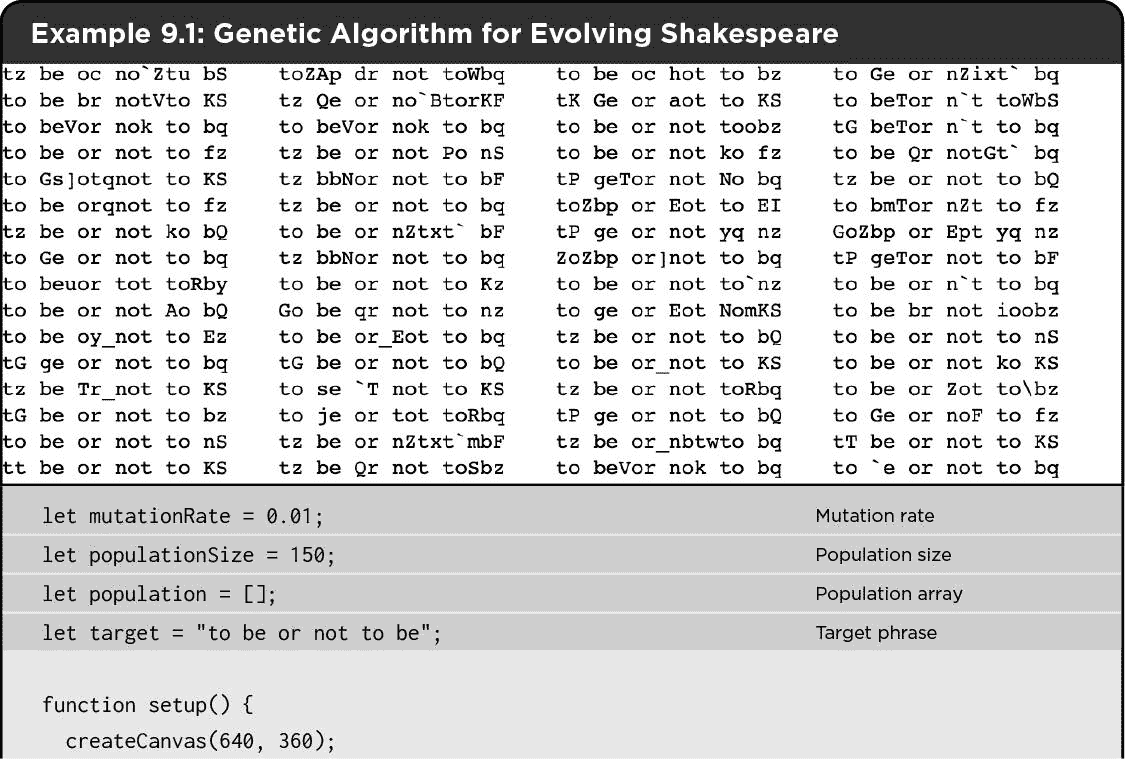 Example 9.1: Genetic Algorithm for Evolving Shakespeare
tz be oc no`Ztu bS toZAp dr not toWbq to be oc hot to bz to Ge or nZixt` bq
to be br notVto KS tz Qe or no`BtorKF tK Ge or aot to KS to beTor n`t toWbS
to beVor nok to bq to beVor nok to bq to be or not toobz tG beTor n`t to bq
to be or not to fz tz be or not Po nS to be or not ko fz to be Qr notGt` bq
to Gs]otqnot to KS tz bbNor not to bF tP geTor not No bq tz be or not to bQ
to be orqnot to fz tz be or not to bq toZbp or Eot to EI to bmTor nZt to fz
tz be or not ko bQ to be or nZtxt` bF tP ge or not yq nz GoZbp or Ept yq nz
to Ge or not to bq tz bbNor not to bq ZoZbp or]not to bq tP geTor not to bF
to beuor tot toRby to be or not to Kz to be or not to`nz to be or n`t to bq
to be or not Ao bQ Go be qr not to nz to ge or Eot NomKS to be br not ioobz
to be oy_not to Ez to be or_Eot to bq tz be or not to bQ to be or not to nS
tG ge or not to bq tG be or not to bQ to be or_not to KS to be or not ko KS
tz be Tr_not to KS to se `T not to KS tz be or not toRbq to be or Zot to\bz
tG be or not to bz to je or tot toRbq tP ge or not to bQ to Ge or noF to fz
to be or not to nS tz be or nZtxt`mbF tz be or_nbtwto bq tT be or not to KS
tt be or not to KS tz be Qr not toSbz to beVor nok to bq to `e or not to bq
let mutationRate = 0.01; Mutation rate
let populationSize = 150; Population size
let population = []; Population array
let target = "to be or not to be"; Target phrase
function setup() {
createCanvas(640, 360);